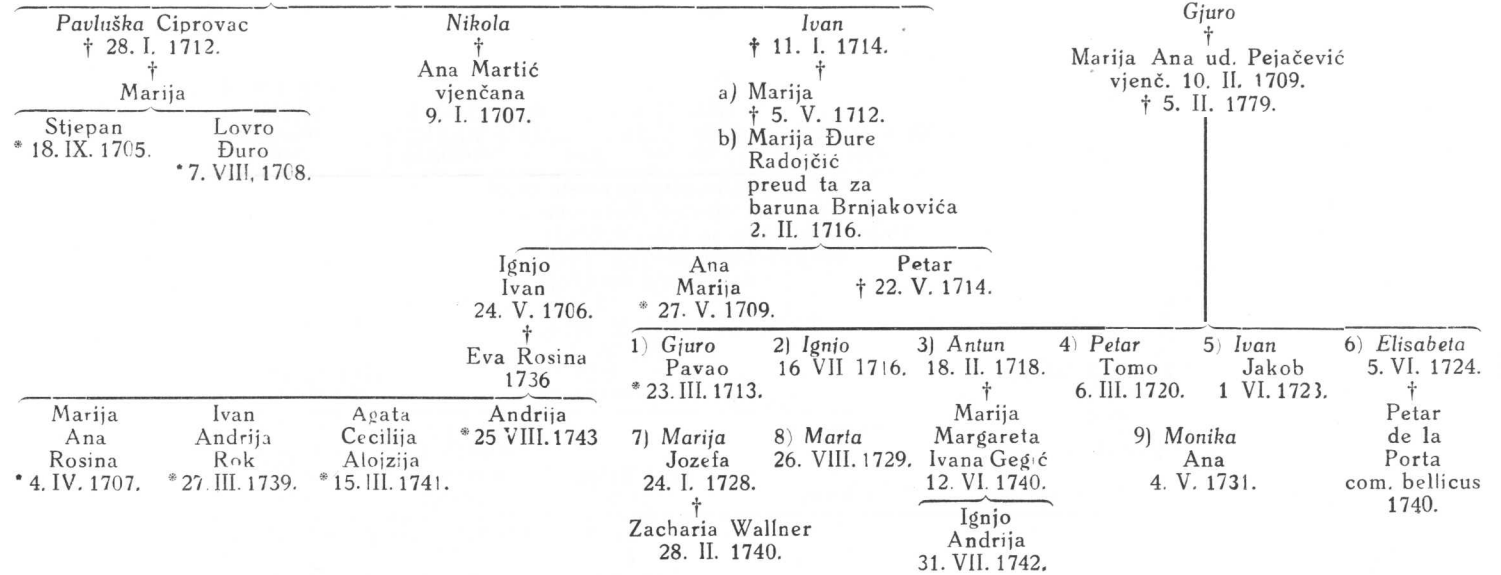 Pavluška Ciprovac
† 28. I. 1712.
†
Marija
Stjepan
* 18. IX. 1705.
Lovro
Đuro
* 7. VIII, 1708.
Nikola
†
Ana Martić
vjenčana
9. I. 1707.
Ivan
† 11. I. 1714.
†
a) Marija
† 5. V. 1712.
b) Marija Đure
Radojčić
preud ta za
baruna Brnjakovića
2. II. 1716.
Gjuro
†
Marija Ana ud. Pejačević
vjenč. 10. II. 1709.
† 5. II. 1779.
Ignjo
Ivan
24. V. 1706.
†
Eva Rosina
1736
Ana
Marija
* 27. V. 1709.
Petar
† 22. V. 1714.
Marija
Ana
Rosina
* 4. IV. 1707.
Ivan
Andrija
Rok
* 27. III. 1739.
Agata
Cecilija
Alojzija
* 15. III. 1741.
Andrija
* 25 VIII. 1743
1) Gjuro
Pavao
* 23. III. 1713.
2) Ignjo
16 VII 1716.
3) Antun
18. II. 1718.
†
Marija
Margareta
Ivana Gegić
12. VI. 1740.
Ignjo
Andrija
31. VII. 1742.
4) Petar
Tomo
6. III. 1720.
5) Ivan
Jakob
1 VI. 1723.
6) Elisabeta
5. VI. 1724.
†
Petar
de la
Porta
com. bellicus
1740.
7) Marija
Jozefa
24. I. 1728.
†
Zacharia Wallner
28. II. 1740.
8) Marta
26. VIII. 1729.
9) Monika
Ana
4. V. 1731.